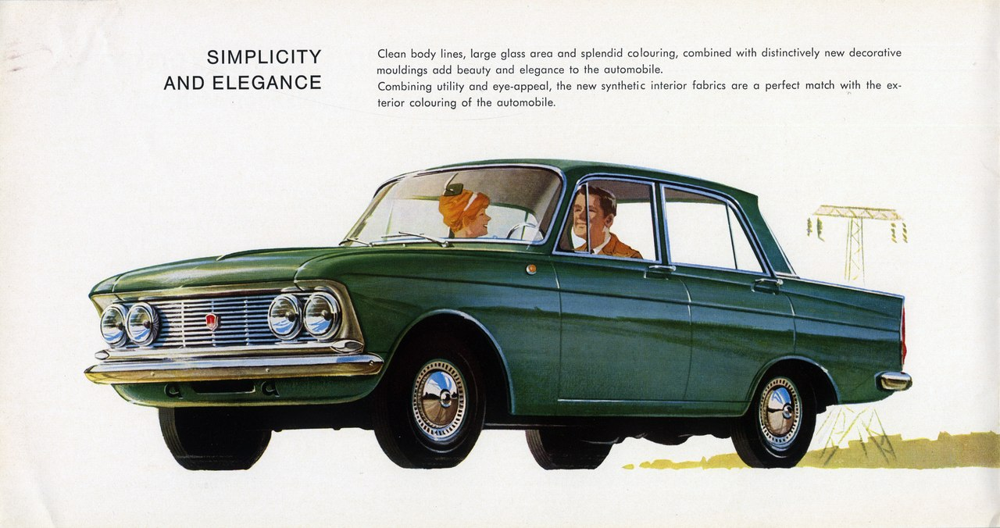 SIMPLICITY
AND ELEGANCE
Clean body lines, large glass area and splendid colouring, combined with distinctively new decorative
mouldings add beauty and elegance to the automobile.
Combining utility and eye-appeal, the new synthetic interior fabrics are a perfect match with the ex-
terior colouring of the automobile.